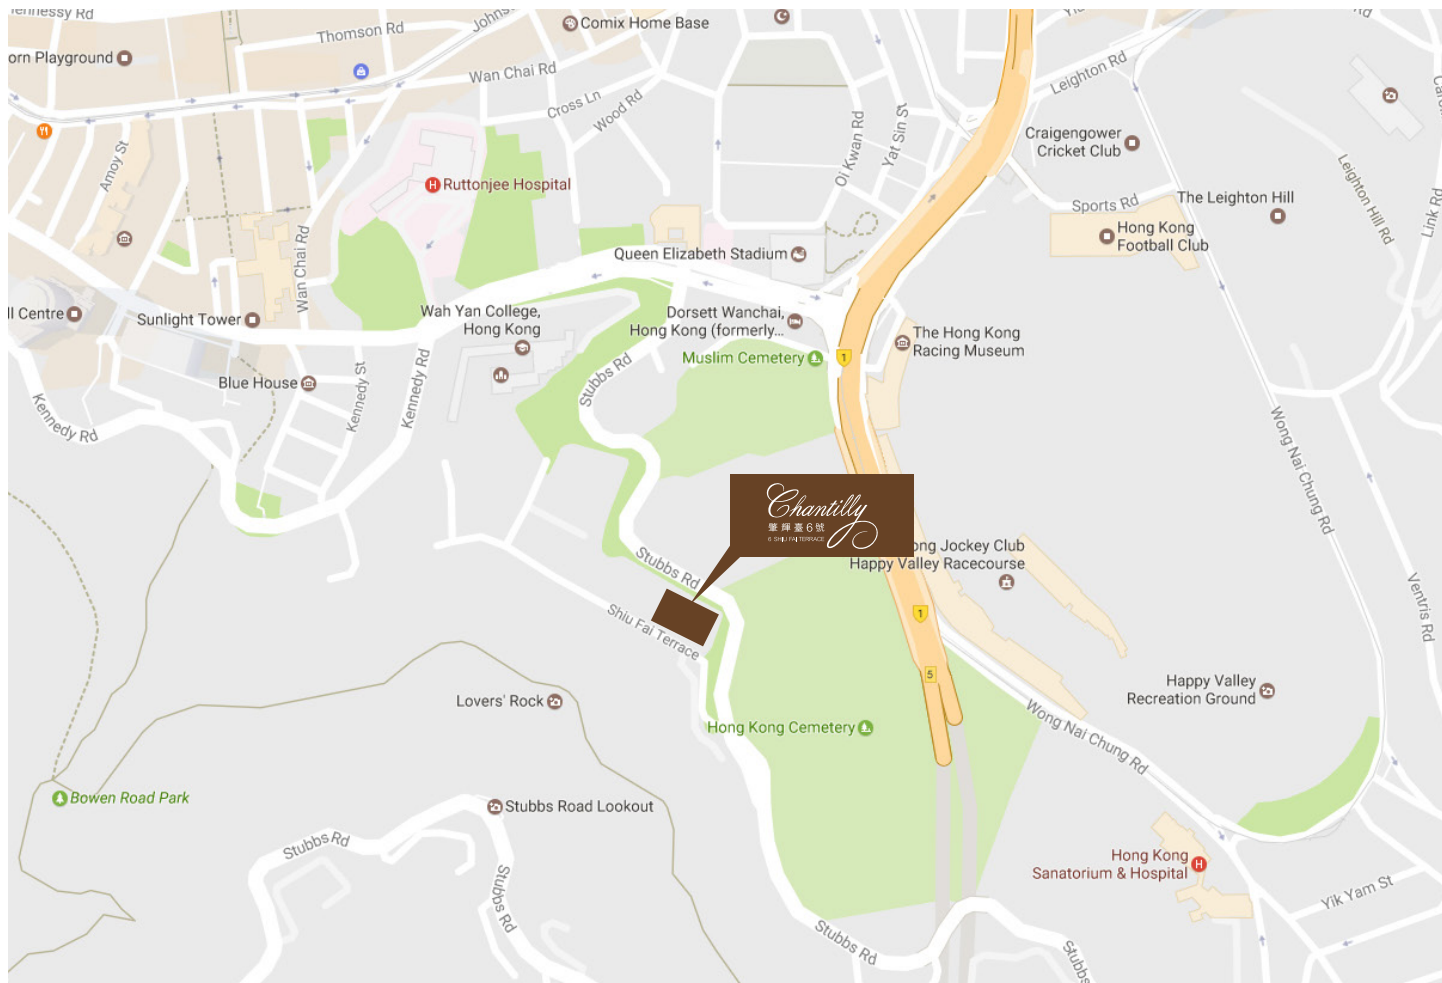 Hennessy Rd
Thomson Rd
Johns
Comix Home Base
orn Playground
Wan Chai Rd
Leighton Rd
Cross Ln
Wood Rd
Amoy St
Oi Kwan Rd
Yat Sin St
Craigengower
Cricket Club
Leighton Hill Rd
Link Rd
Ruttonjee Hospital
Sports Rd
The Leighton Hill
Hong Kong
Football Club
Wan Chai Rd
Queen Elizabeth Stadium
ll Centre
Sunlight Tower
Wah Yan College,
Hong Kong
Dorsett Wanchai,
Hong Kong (formerly...
The Hong Kong
Racing Museum
Muslim Cemetery
1
Blue House
Kennedy St
Kennedy Rd
Stubbs Rd
Kennedy Rd
Wong Nai Chung Rd
Chantilly
肇輝臺6號
6 SHIU FAI TERRACE
ong Jockey Club
Happy Valley Racecourse
Stubbs Rd
Shiu Fai Terrace
1
Ventris Rd
5
Lovers' Rock
Happy Valley
Recreation Ground
Hong Kong Cemetery
Wong Nai Chung Rd
Bowen Road Park
Stubbs Road Lookout
Stubbs Rd
Stubbs Rd
Hong Kong
Sanatorium & Hospital
Yik Yam St
Stubbs Rd
Stubbs